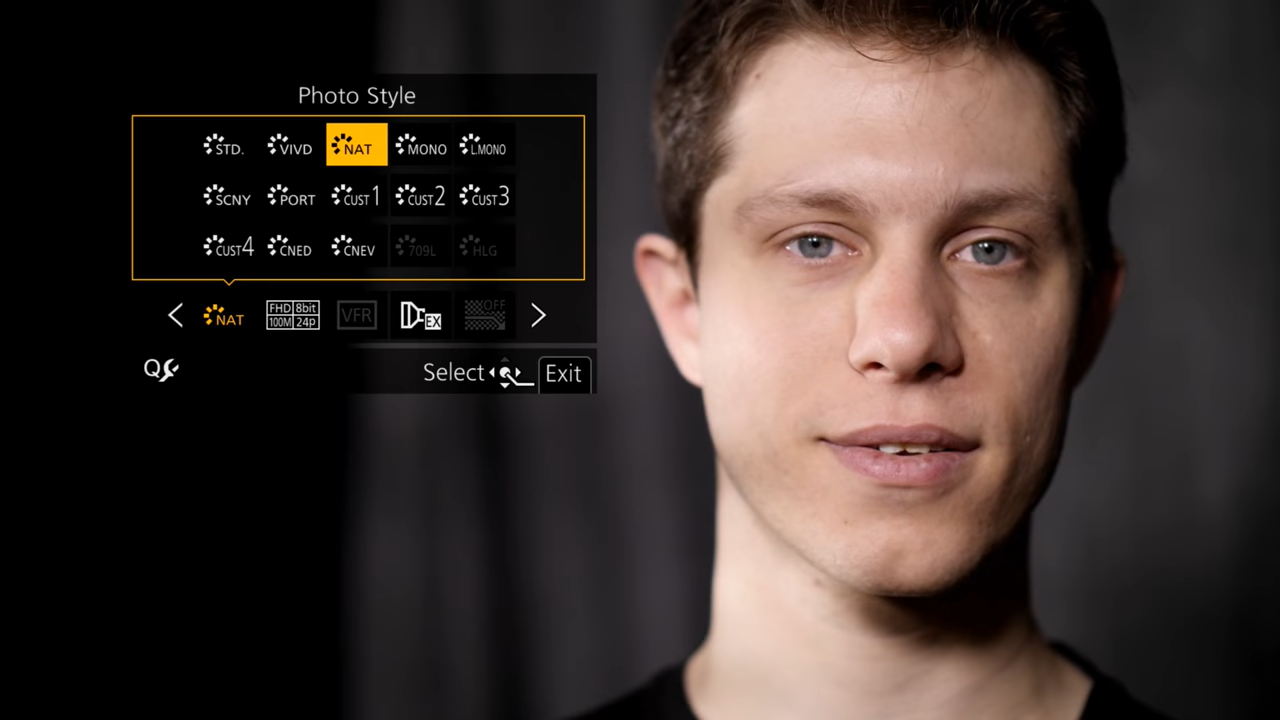 Photo Style
STD. VIVD NAT MONO L.MONO
SCNY PORT CUST1 CUST2 CUST3
CUST4 CNED CNEV 709L HLG
NAT FHD 8bit 100M 24p VFR EX OFF
Q Select Exit